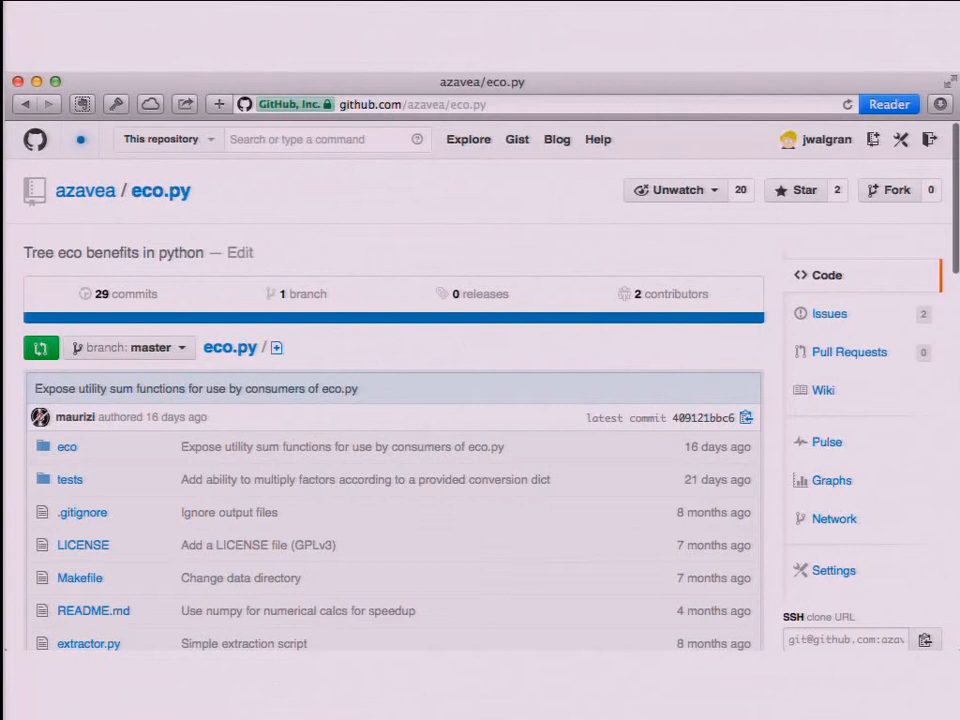 azavea/eco.py
GitHub, Inc. github.com/azavea/eco.py Reader
This repository Search or type a command Explore Gist Blog Help jwalgran
azavea / eco.py Unwatch 20 Star 2 Fork 0
Tree eco benefits in python — Edit
29 commits 1 branch 0 releases 2 contributors
branch: master eco.py /
Expose utility sum functions for use by consumers of eco.py
maurizi authored 16 days ago latest commit 409121bbc6
eco Expose utility sum functions for use by consumers of eco.py 16 days ago
tests Add ability to multiply factors according to a provided conversion dict 21 days ago
.gitignore Ignore output files 8 months ago
LICENSE Add a LICENSE file (GPLv3) 7 months ago
Makefile Change data directory 7 months ago
README.md Use numpy for numerical calcs for speedup 4 months ago
extractor.py Simple extraction script 8 months ago
Code
Issues 2
Pull Requests 0
Wiki
Pulse
Graphs
Network
Settings
SSH clone URL
git@github.com:azav